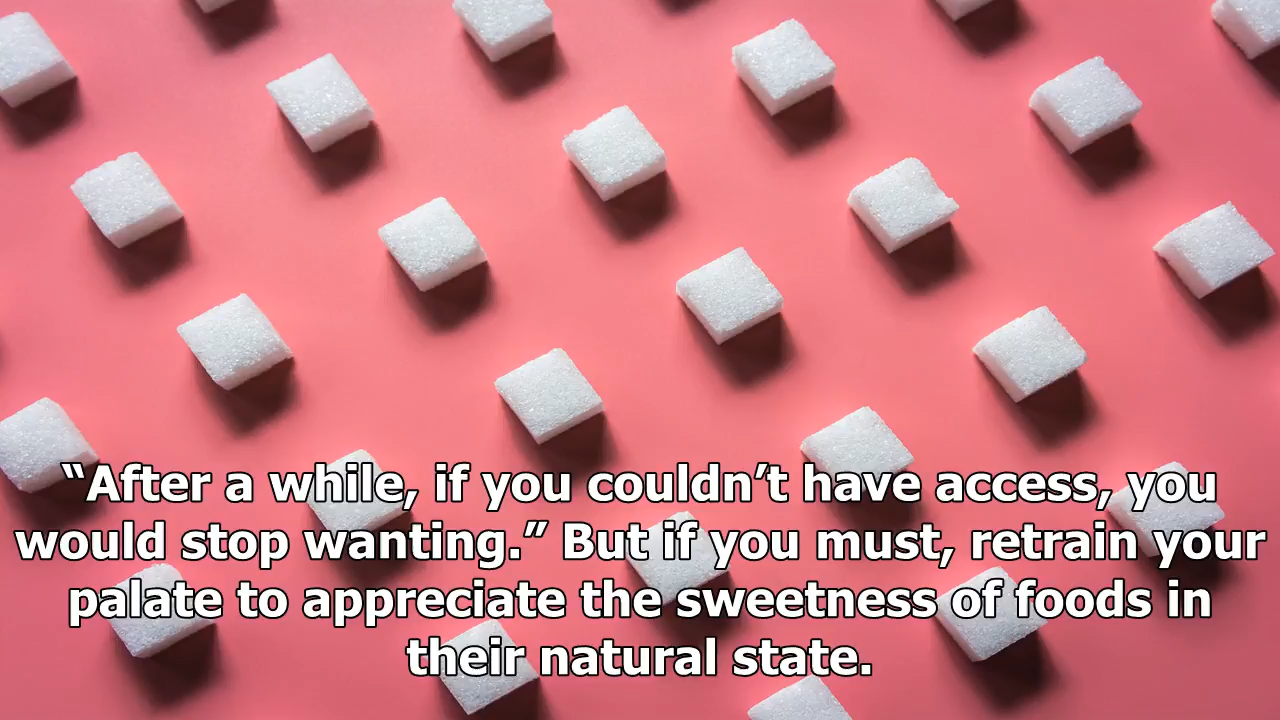 “After a while, if you couldn’t have access, you
would stop wanting.” But if you must, retrain your
palate to appreciate the sweetness of foods in
their natural state.